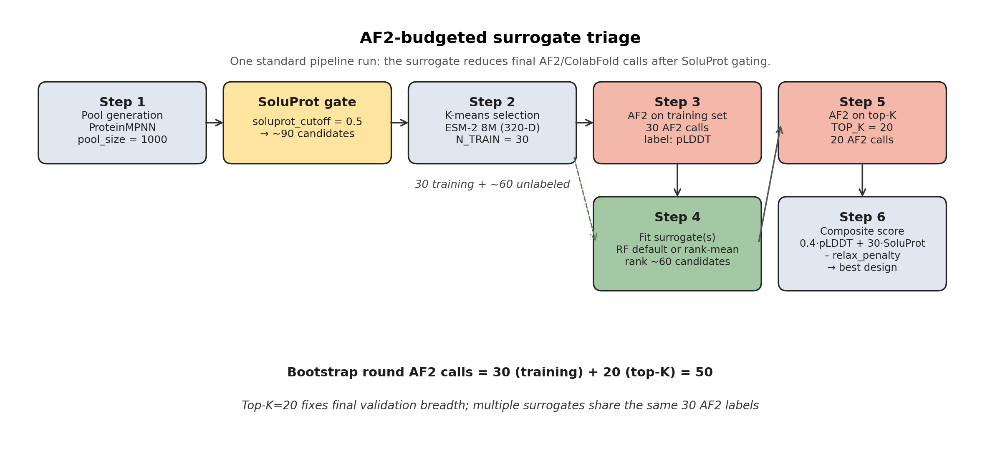 AF2-budgeted surrogate triage
One standard pipeline run: the surrogate reduces final AF2/ColabFold calls after SoluProt gating.
Step 1
Pool generation
ProteinMPNN
pool_size = 1000
SoluProt gate
soluprot_cutoff = 0.5
→ ~90 candidates
Step 2
K-means selection
ESM-2 8M (320-D)
N_TRAIN = 30
Step 3
AF2 on training set
30 AF2 calls
label: pLDDT
Step 5
AF2 on top-K
TOP_K = 20
20 AF2 calls
30 training + ~60 unlabeled
Step 4
Fit surrogate(s)
RF default or rank-mean
rank ~60 candidates
Step 6
Composite score
0.4·pLDDT + 30·SoluProt
– relax_penalty
→ best design
Bootstrap round AF2 calls = 30 (training) + 20 (top-K) = 50
Top-K=20 fixes final validation breadth; multiple surrogates share the same 30 AF2 labels